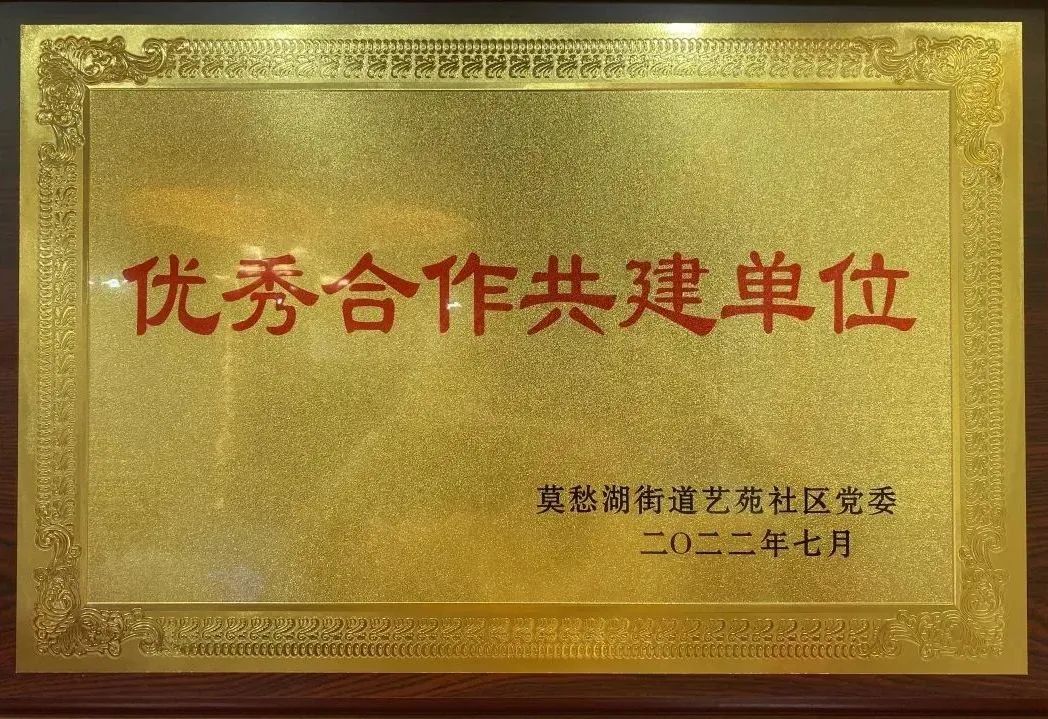 优秀合作共建单位
莫愁湖街道艺苑社区党委
二〇二二年七月